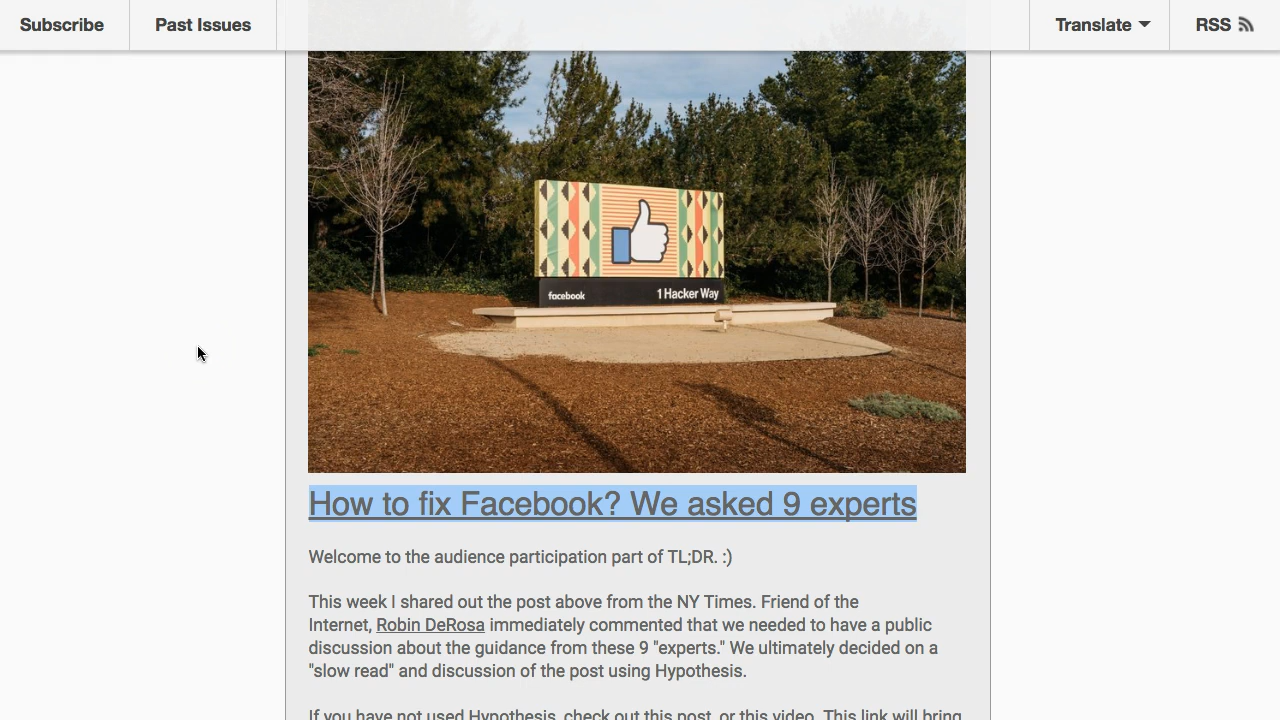 Subscribe
Past Issues
Translate
RSS
facebook
1 Hacker Way
How to fix Facebook? We asked 9 experts
Welcome to the audience participation part of TL;DR. :)
This week I shared out the post above from the NY Times. Friend of the
Internet, Robin DeRosa immediately commented that we needed to have a public
discussion about the guidance from these 9 "experts." We ultimately decided on a
"slow read" and discussion of the post using Hypothesis.
If you have not used Hypothesis, check out this post, or this video. This link will bring